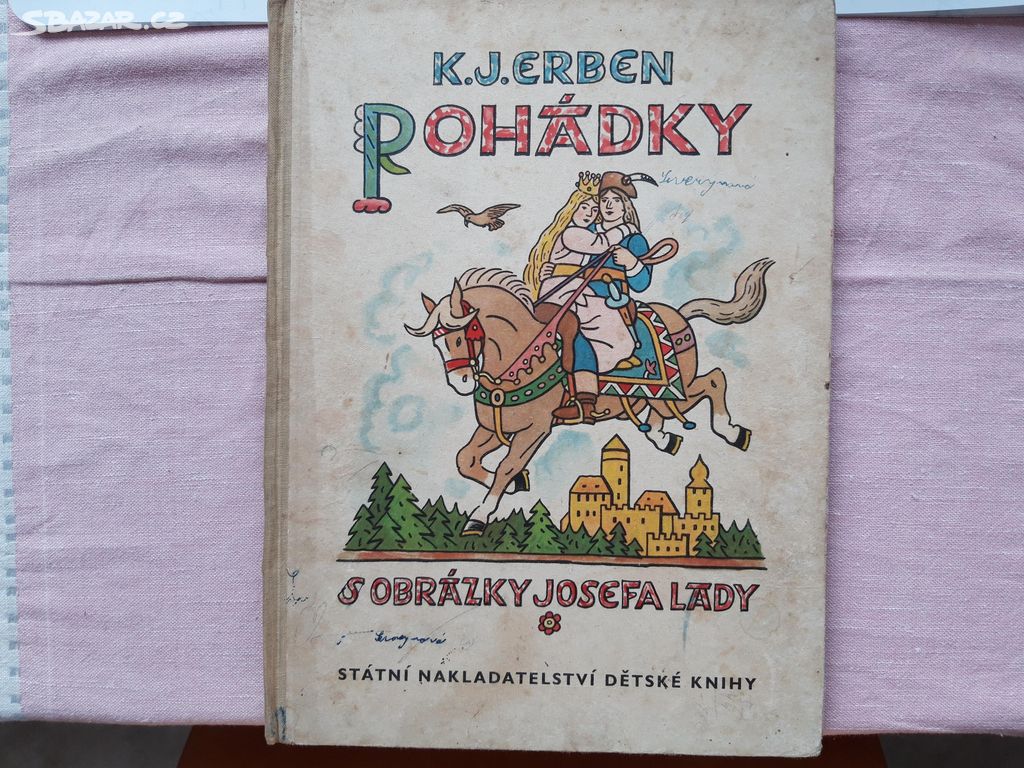 SBAZAR.CZ
K.J.ERBEN
POHÁDKY
S OBRÁZKY JOSEFA LADY
STÁTNÍ NAKLADATELSTVÍ DĚTSKÉ KNIHY